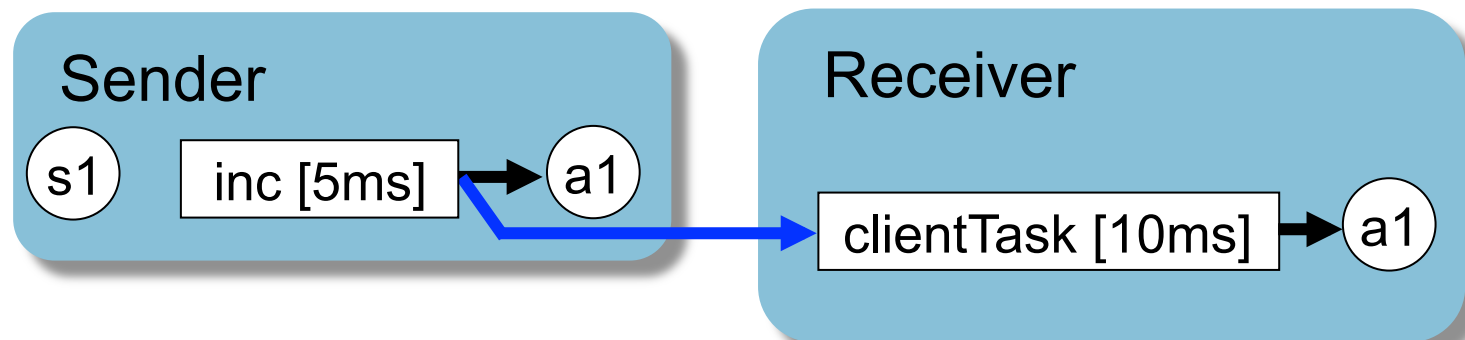 Sender
s1
inc [5ms]
a1
Receiver
clientTask [10ms]
a1